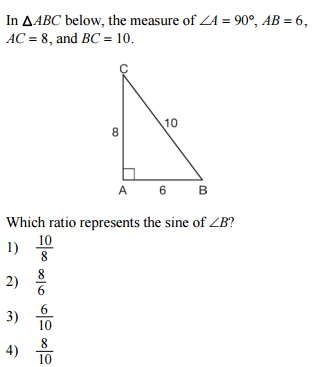 In △ABC below, the measure of ∠A = 90°, AB = 6,
AC = 8, and BC = 10.
C
10
8
A 6 B
Which ratio represents the sine of ∠B?
1) 10/8
2) 8/6
3) 6/10
4) 8/10